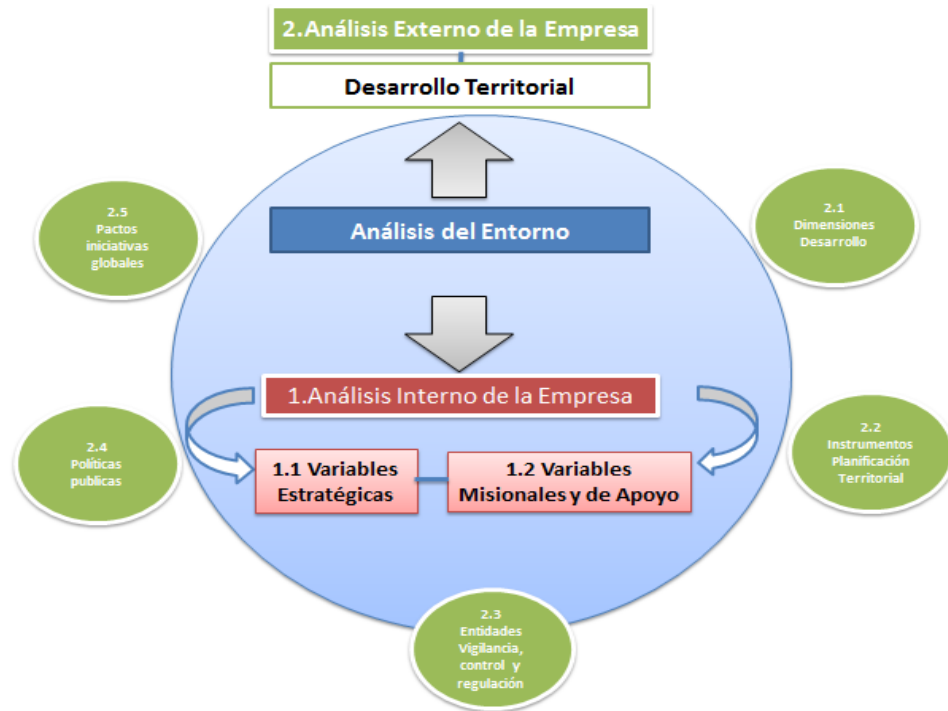 2.Análisis Externo de la Empresa
Desarrollo Territorial
Análisis del Entorno
1.Análisis Interno de la Empresa
1.1 Variables
Estratégicas
1.2 Variables
Misionales y de Apoyo
2.1
Dimensiones
Desarrollo
2.2
Instrumentos
Planificación
Territorial
2.3
Entidades
Vigilancia,
control y
regulación
2.4
Políticas
publicas
2.5
Pactos
iniciativas
globales